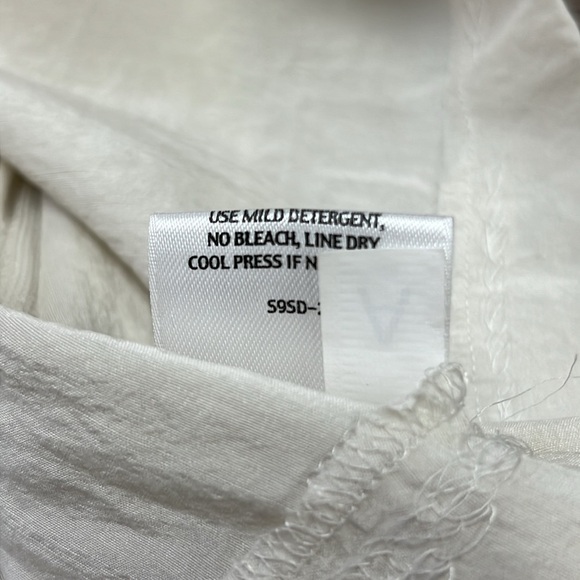 USE MILD DETERGENT,
NO BLEACH, LINE DRY
COOL PRESS IF N
S9SD-